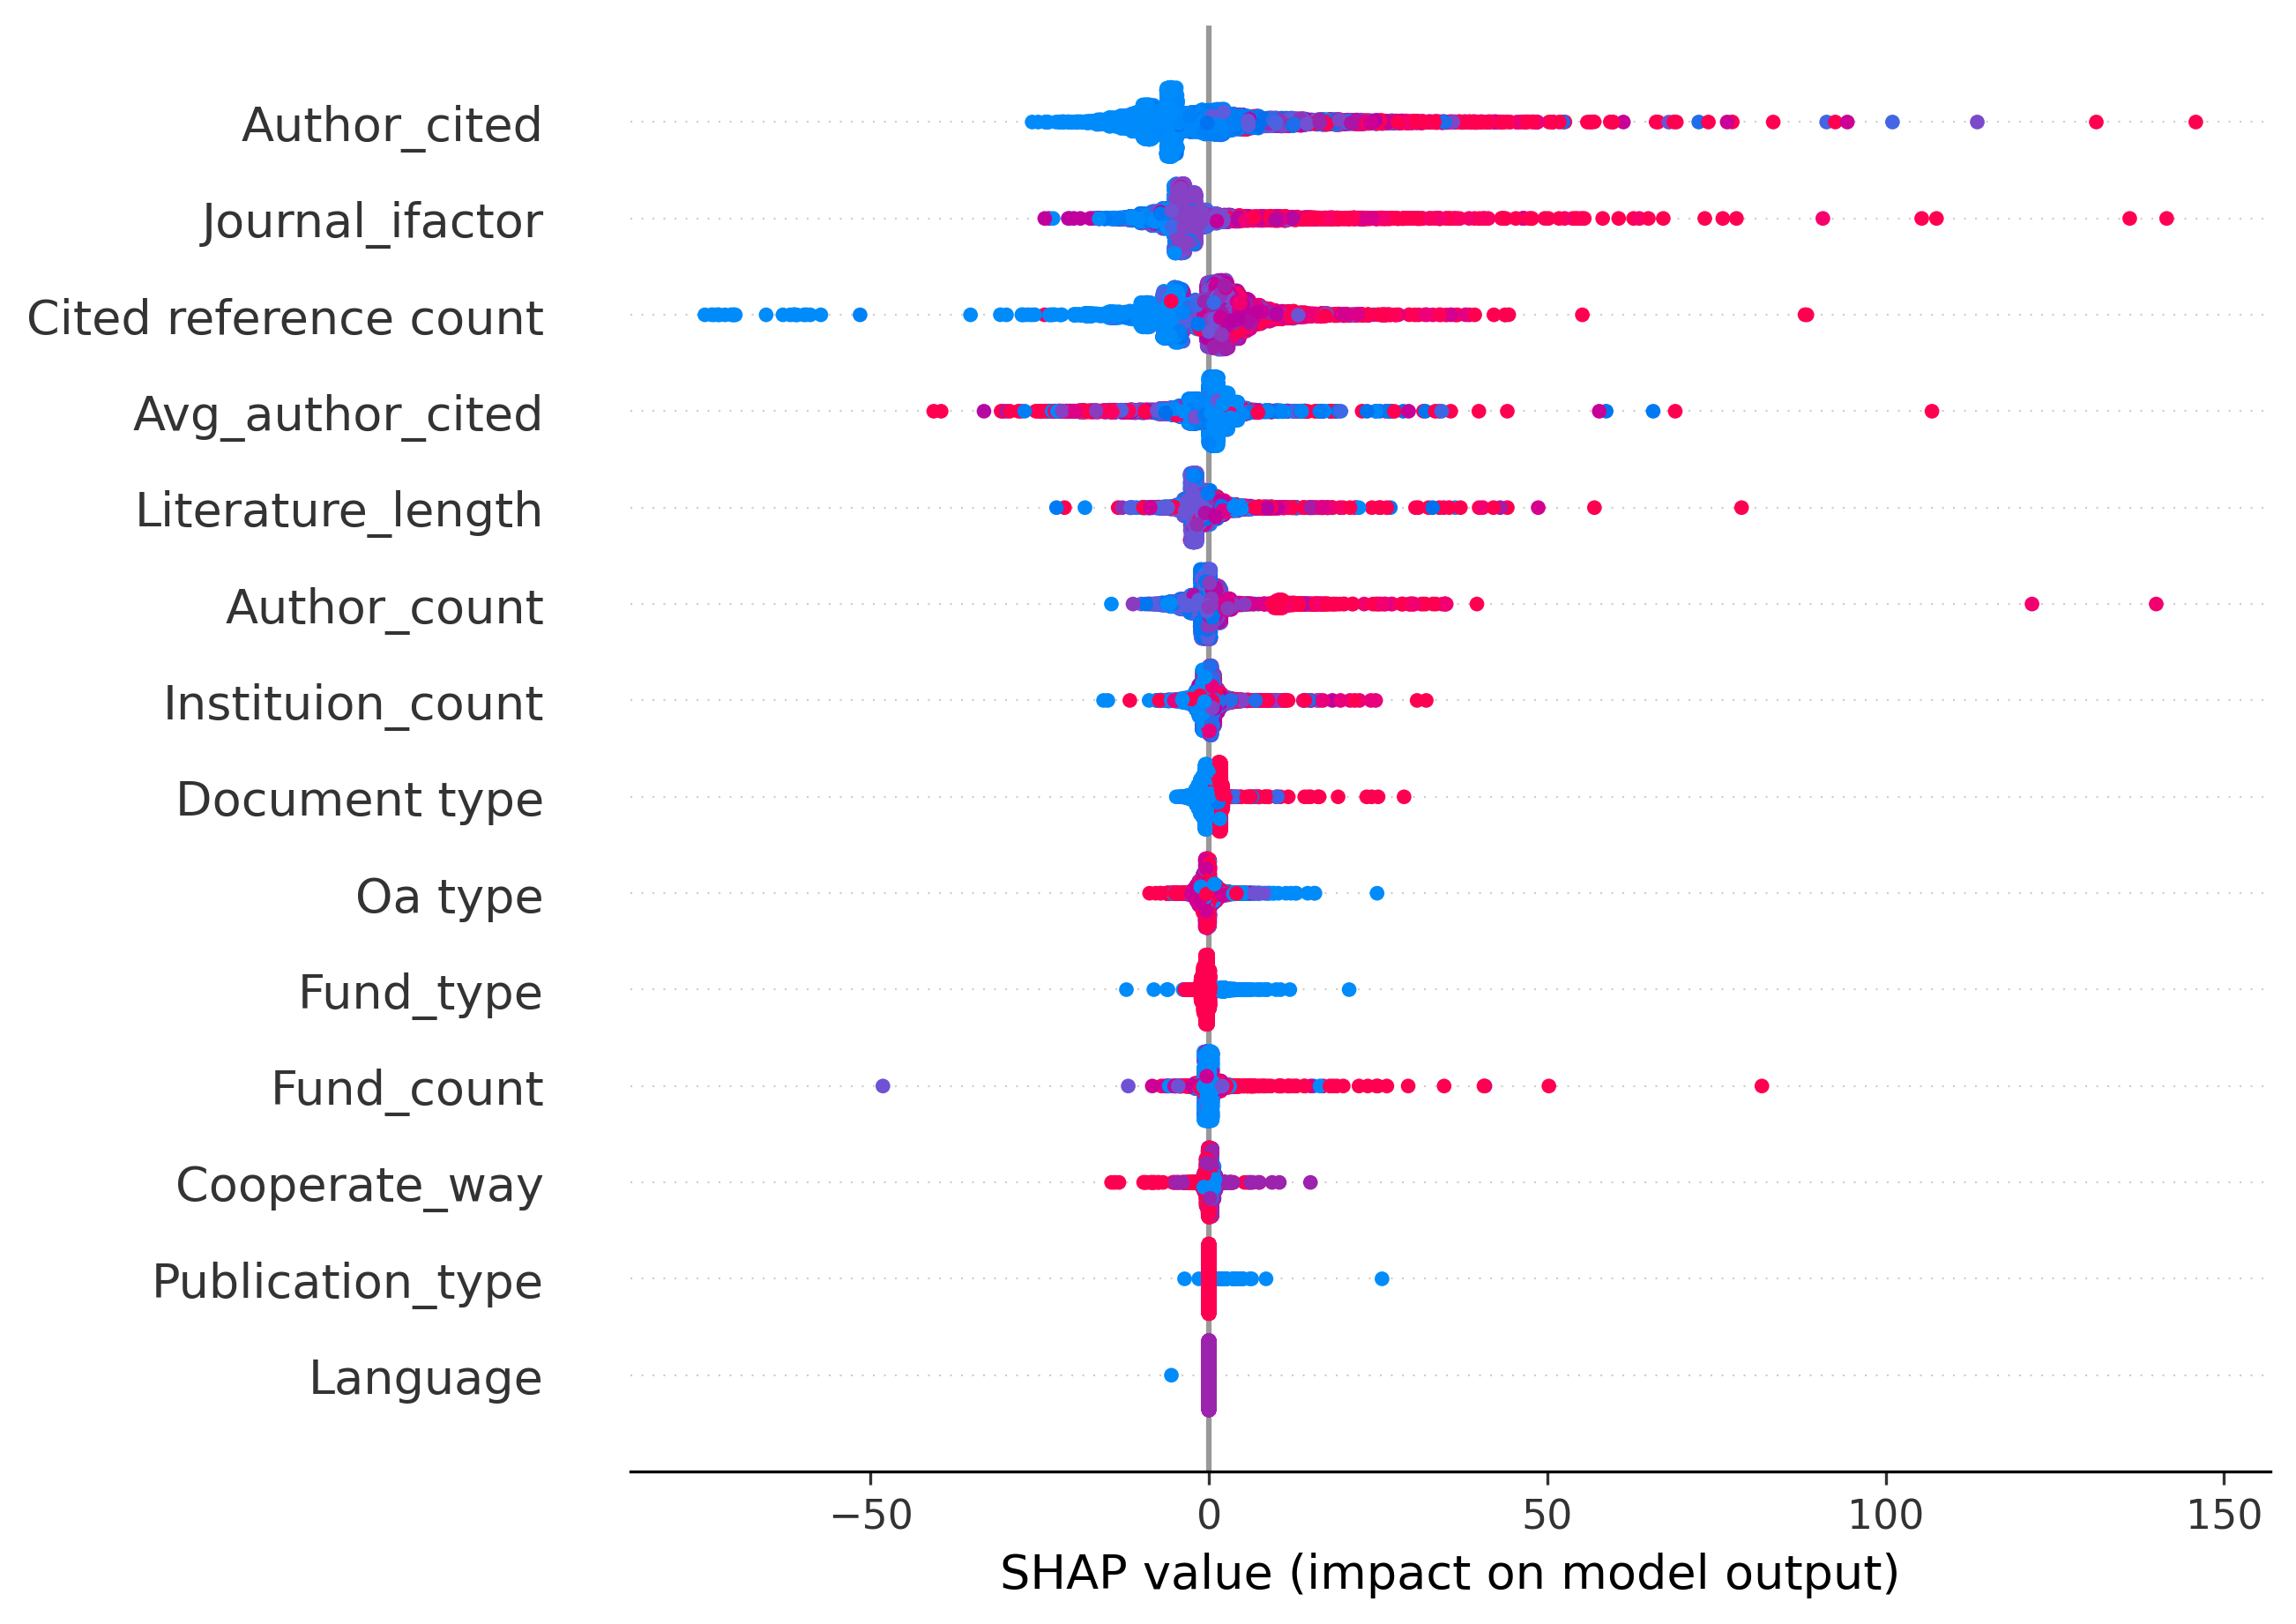 Author_cited
Journal_ifactor
Cited reference count
Avg_author_cited
Literature_length
Author_count
Instituion_count
Document type
Oa type
Fund_type
Fund_count
Cooperate_way
Publication_type
Language
−50 0 50 100 150
SHAP value (impact on model output)